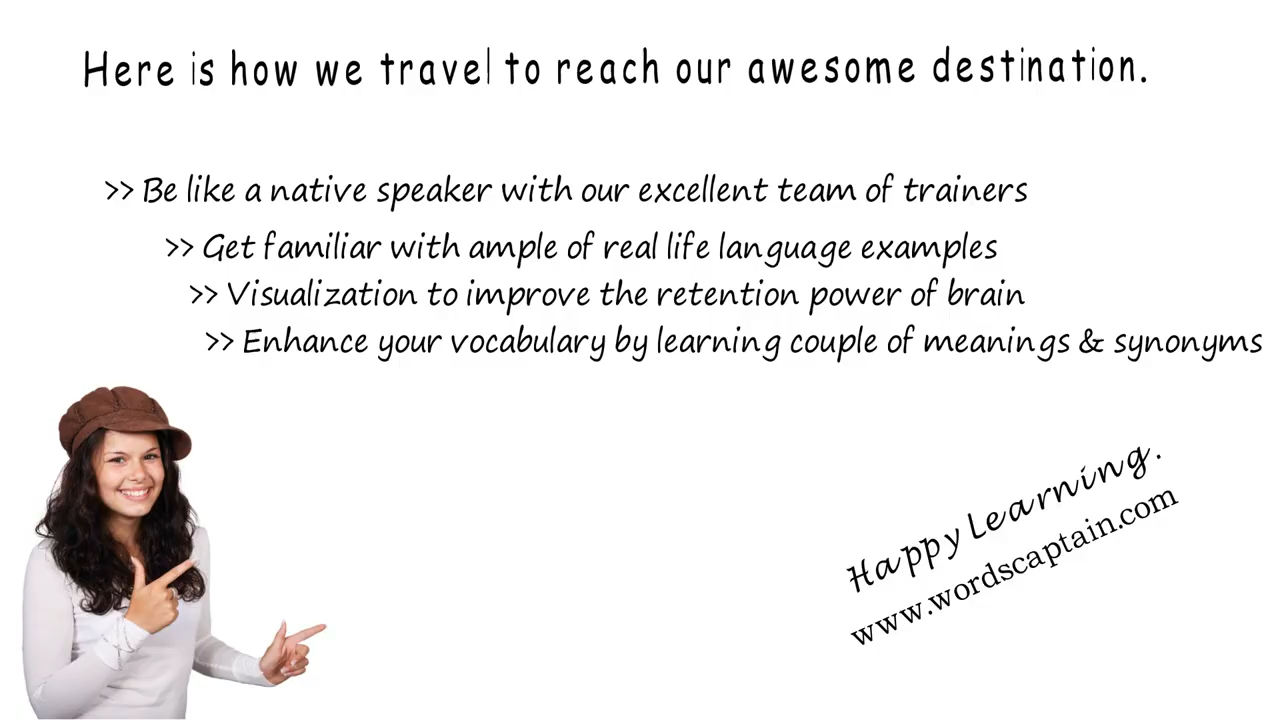 Here is how we travel to reach our awesome destination.
>> Be like a native speaker with our excellent team of trainers
>> Get familiar with ample of real life language examples
>> Visualization to improve the retention power of brain
>> Enhance your vocabulary by learning couple of meanings & synonyms
Happy Learning.
www.wordscaptain.com